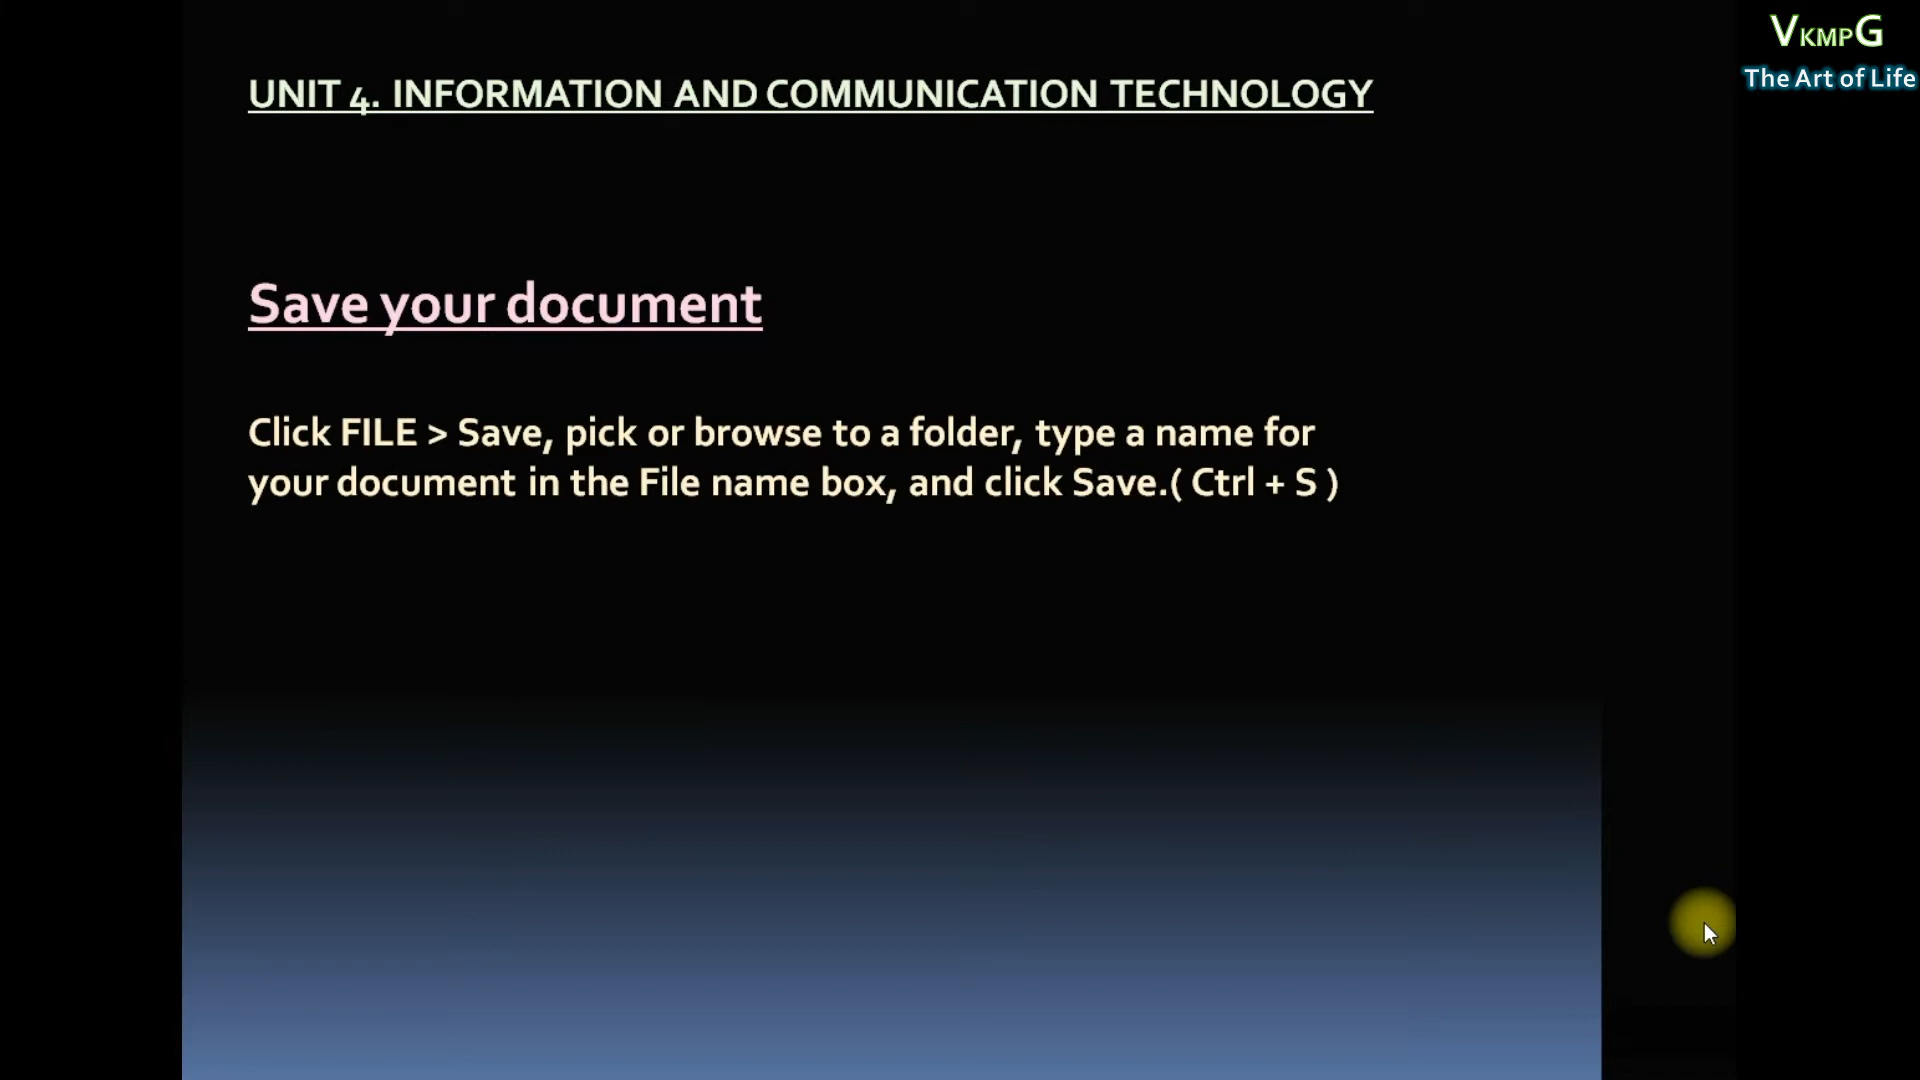 VKMPG
The Art of Life
UNIT 4. INFORMATION AND COMMUNICATION TECHNOLOGY
Save your document
Click FILE > Save, pick or browse to a folder, type a name for
your document in the File name box, and click Save.( Ctrl + S )